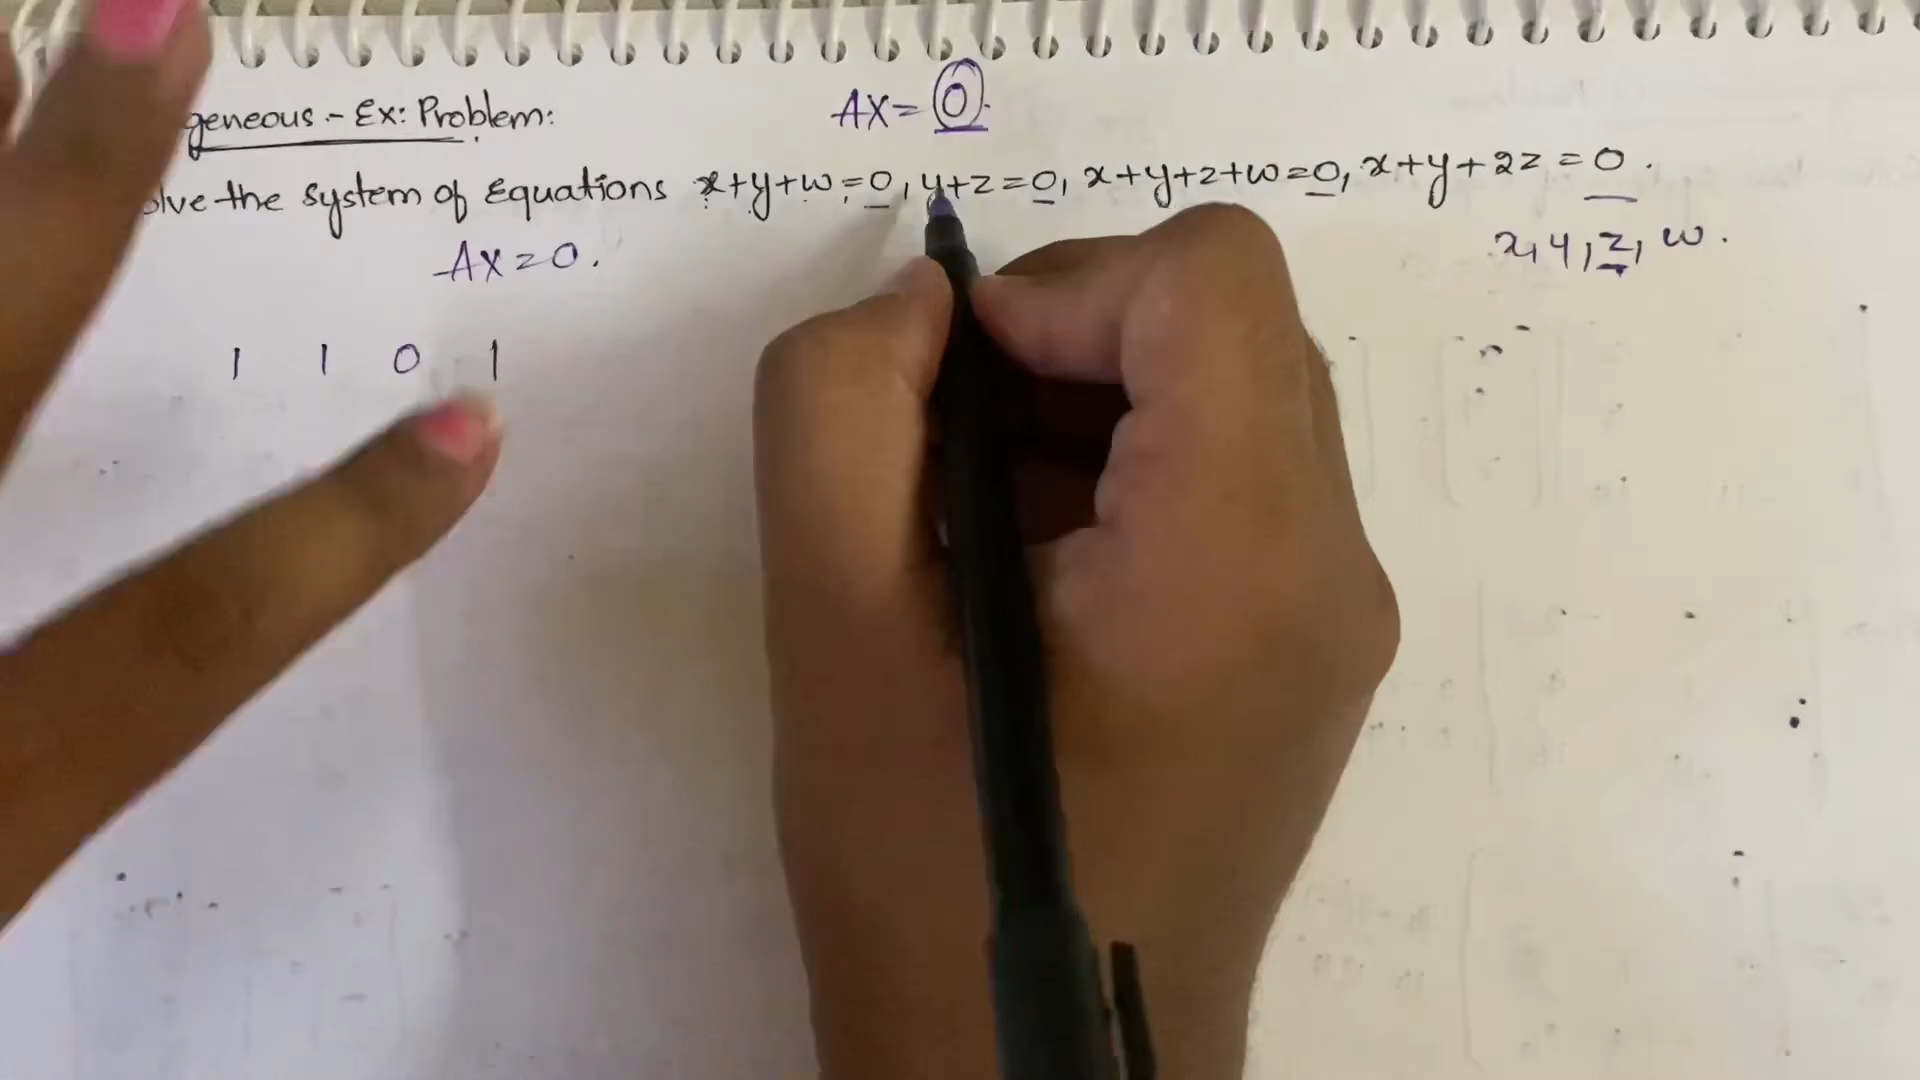 geneous - Ex: Problem:
AX = 0.
olve the system of Equations x+y+w=0, y+z=0, x+y+z+w=0, x+y+2z=0.
AX=0.
x, y, z, w.
1 1 0 1